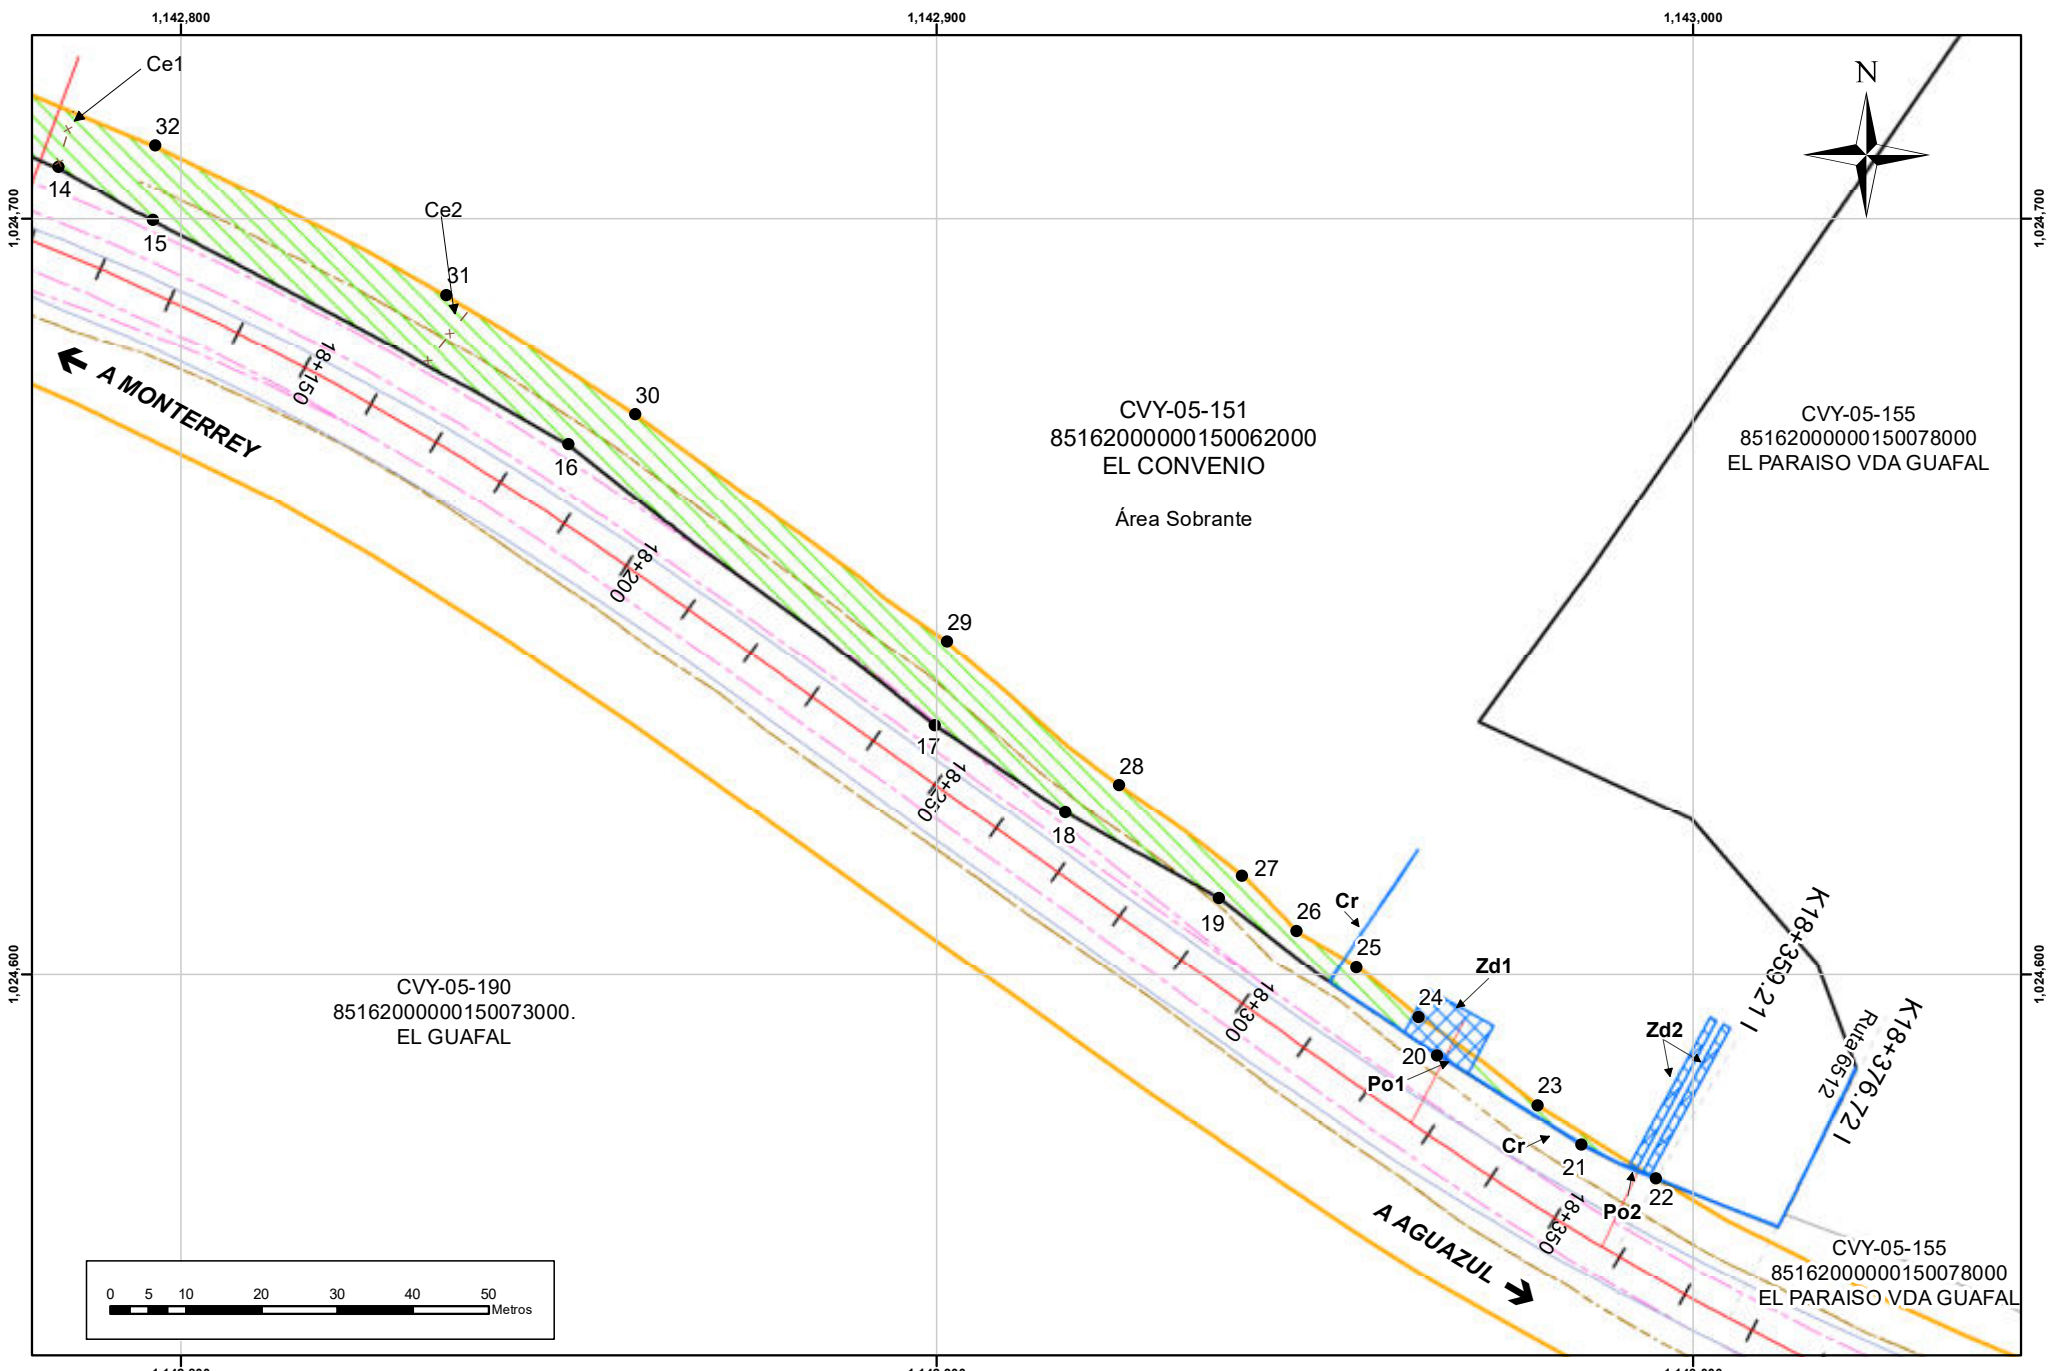 1,142,800
1,142,900
1,143,000
Ce1
32
N
14
15
1,024,700
1,024,700
Ce2
31
18+150
30
A MONTERREY
16
CVY-05-151
85162000000150062000
EL CONVENIO
Área Sobrante
CVY-05-155
85162000000150078000
EL PARAISO VDA GUAFAL
18+200
29
17
18+250
28
18
27
19
26
Cr
25
Zd1
24
20
Po1
18+300
1,024,600
1,024,600
CVY-05-190
85162000000150073000.
EL GUAFAL
K18+359.21 I
K18+376.72 I
Ruta 6512
Zd2
23
Cr
21
22
Po2
18+350
A AGUAZUL
CVY-05-155
85162000000150078000
EL PARAISO VDA GUAFAL
0 5 10 20 30 40 50
Metros